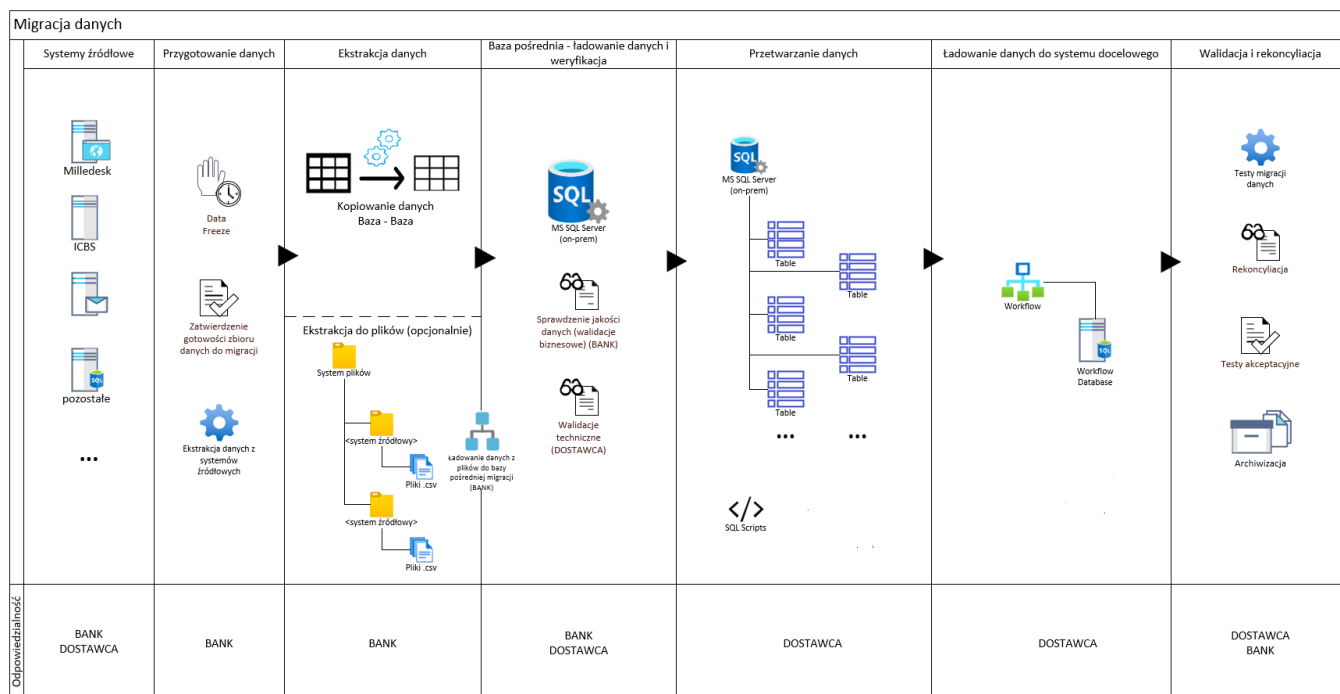 Migracja danych
Systemy źródłowe
Przygotowanie danych
Ekstrakcja danych
Baza pośrednia - ładowanie danych i
weryfikacja
Przetwarzanie danych
Ładowanie danych do systemu docelowego
Walidacja i rekoncyliacja
Milledesk
ICBS
pozostałe
...
Data
Freeze
Zatwierdzenie
gotowości zbioru
danych do migracji
Ekstrakcja danych z
systemów
źródłowych
Kopiowanie danych
Baza - Baza
Ekstrakcja do plików (opcjonalnie)
System plików
<system źródłowy>
Pliki .csv
<system źródłowy>
Pliki .csv
Ładowanie danych z
plików do bazy
pośredniej migracji
(BANK)
SQL
MS SQL Server
(on-prem)
Sprawdzenie jakości
danych (walidacje
biznesowe) (BANK)
Walidacje
techniczne
(DOSTAWCA)
SQL
MS SQL Server
(on-prem)
Table
Table
Table
Table
Table
... ...
</>
SQL Scripts
Workflow
SQL
Workflow
Database
Testy migracji
danych
Rekoncyliacja
Testy akceptacyjne
Archiwizacja
Odpowiedzialność
BANK
DOSTAWCA
BANK
BANK
BANK
DOSTAWCA
DOSTAWCA
DOSTAWCA
DOSTAWCA
BANK